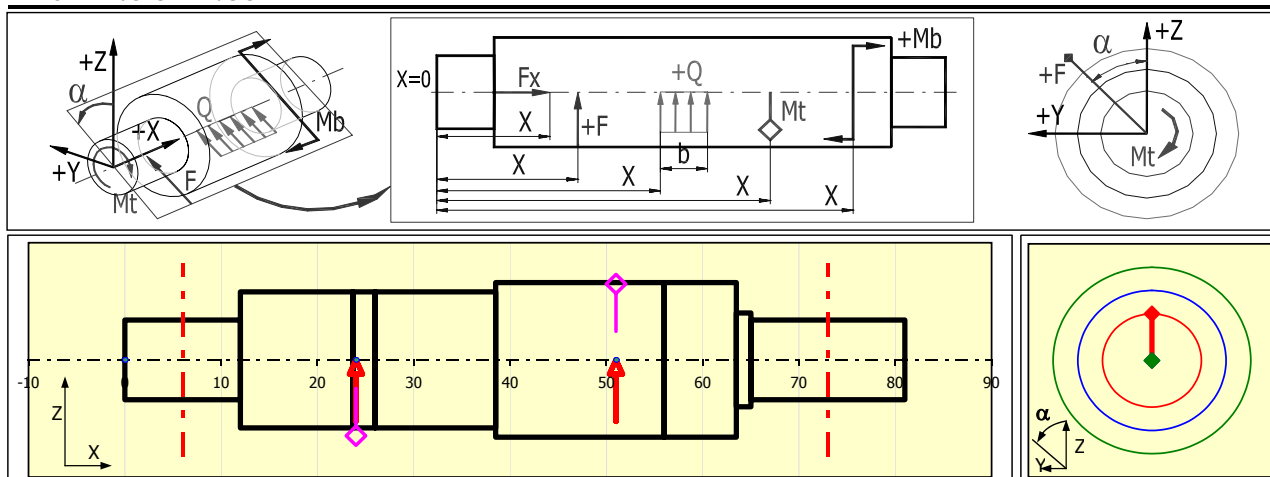 +Z
α
+X
Q
Mb
+Y
F
Mt
+Mb
X=0
Fx
+Q
Mt
X
+F
b
X
X
X
X
+Z
α
+F
+Y
Mt
-10 0 10 20 30 40 50 60 70 80 90
Z
X
α
Z
Y